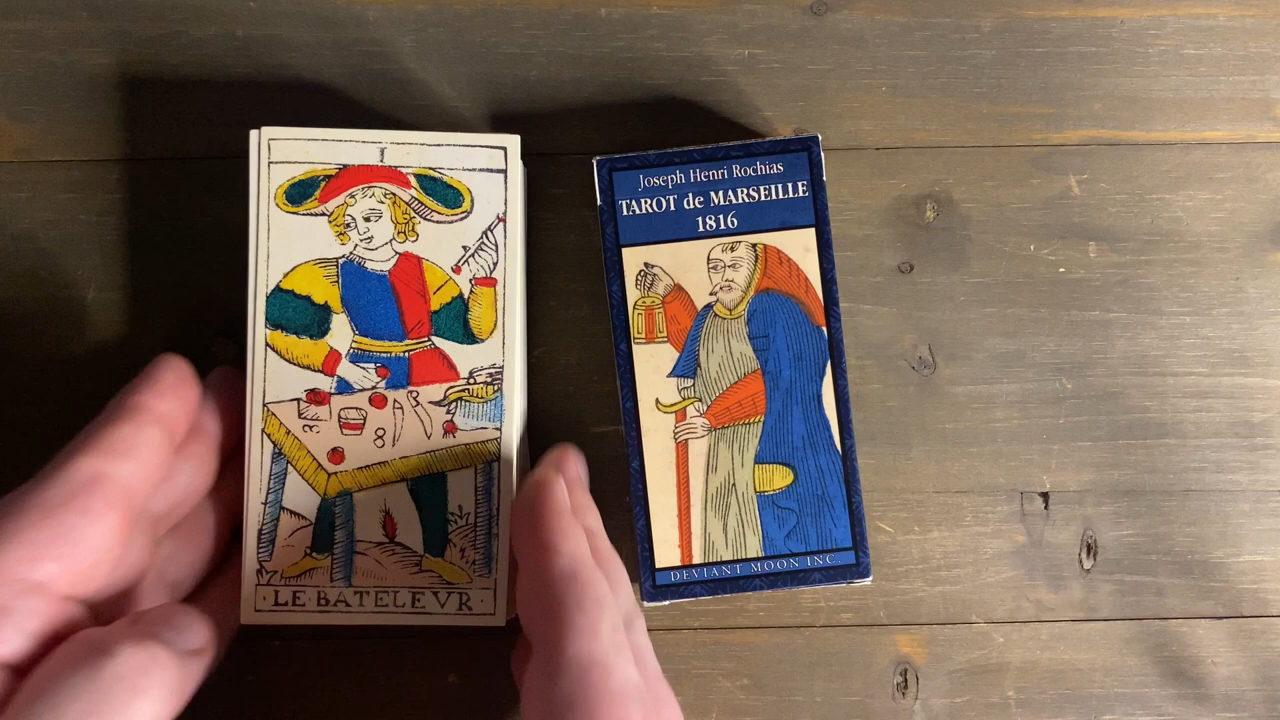 I
LE·BATELEVR·
Joseph Henri Rochias
TAROT de MARSEILLE
1816
DEVIANT MOON INC.